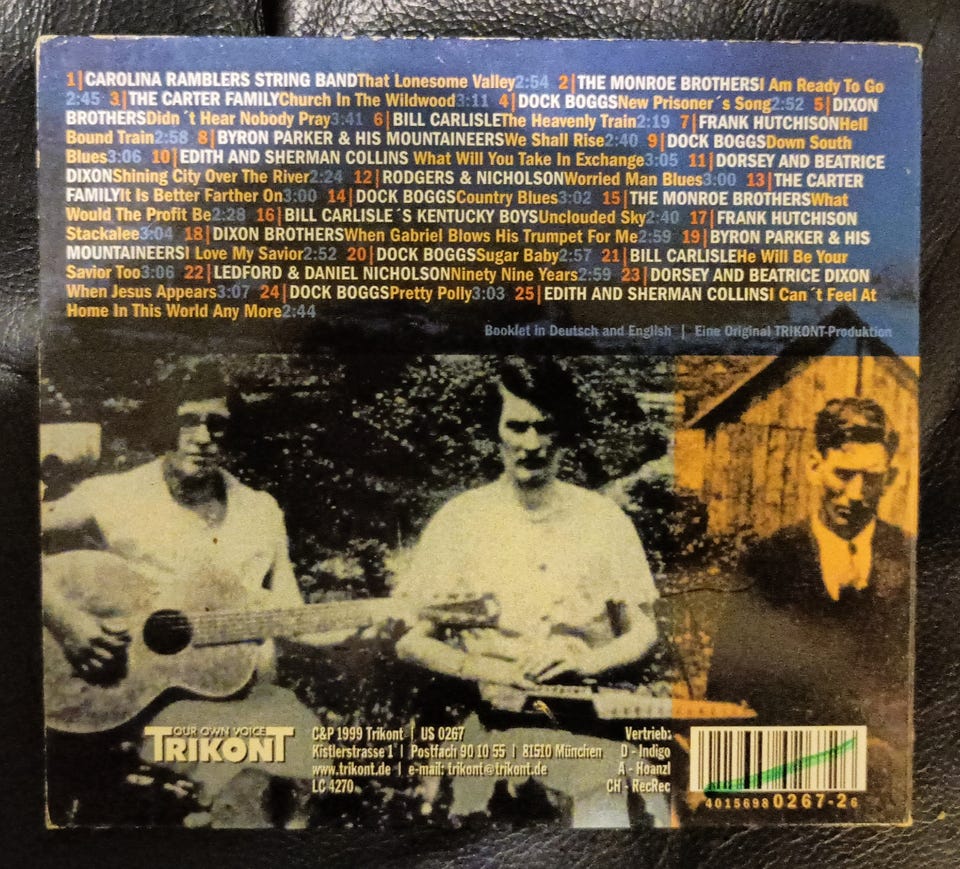 1|CAROLINA RAMBLERS STRING BANDThat Lonesome Valley2:54 2|THE MONROE BROTHERSI Am Ready To Go
2:45 3|THE CARTER FAMILYChurch In The Wildwood3:11 4|DOCK BOGGSNew Prisoner´s Song2:52 5|DIXON
BROTHERSDidn´t Hear Nobody Pray3:41 6|BILL CARLISLEThe Heavenly Train2:19 7|FRANK HUTCHISONHell
Bound Train2:58 8|BYRON PARKER & HIS MOUNTAINEERSWe Shall Rise2:40 9|DOCK BOGGSDown South
Blues3:06 10|EDITH AND SHERMAN COLLINS What Will You Take In Exchange3:05 11|DORSEY AND BEATRICE
DIXONShining City Over The River2:24 12|RODGERS & NICHOLSONWorried Man Blues3:00 13|THE CARTER
FAMILYIt Is Better Farther On3:00 14|DOCK BOGGSCountry Blues3:02 15|THE MONROE BROTHERSWhat
Would The Profit Be2:28 16|BILL CARLISLE´S KENTUCKY BOYSUnclouded Sky2:40 17|FRANK HUTCHISON
Stackalee3:04 18|DIXON BROTHERSWhen Gabriel Blows His Trumpet For Me2:59 19|BYRON PARKER & HIS
MOUNTAINEERSI Love My Savior2:52 20|DOCK BOGGSSugar Baby2:57 21|BILL CARLISLEHe Will Be Your
Savior Too3:06 22|LEDFORD & DANIEL NICHOLSONNinety Nine Years2:59 23|DORSEY AND BEATRICE DIXON
When Jesus Appears3:07 24|DOCK BOGGSPretty Polly3:03 25|EDITH AND SHERMAN COLLINSI Can´t Feel At
Home In This World Any More2:44
Booklet in Deutsch and English | Eine Original TRIKONT-Produktion
OUR OWN VOICE
TRIKONT
C&P 1999 Trikont | US 0267
Kistlerstrasse 1 | Postfach 90 10 55 | 81510 München
www.trikont.de | e-mail: trikont@trikont.de
LC 4270
Vertrieb:
D - Indigo
A - Hoanzl
CH - RecRec
4015698 0267-2 6